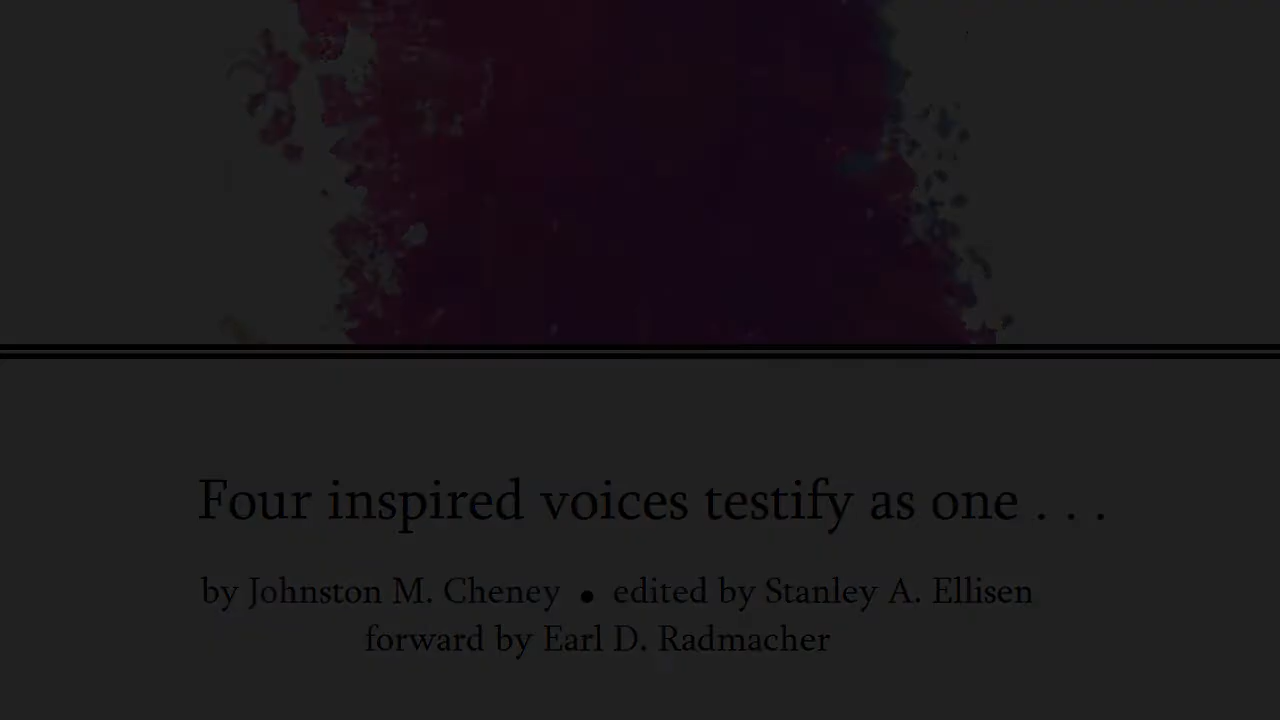 Four inspired voices testify as one . . .
by Johnston M. Cheney • edited by Stanley A. Ellisen
forward by Earl D. Radmacher